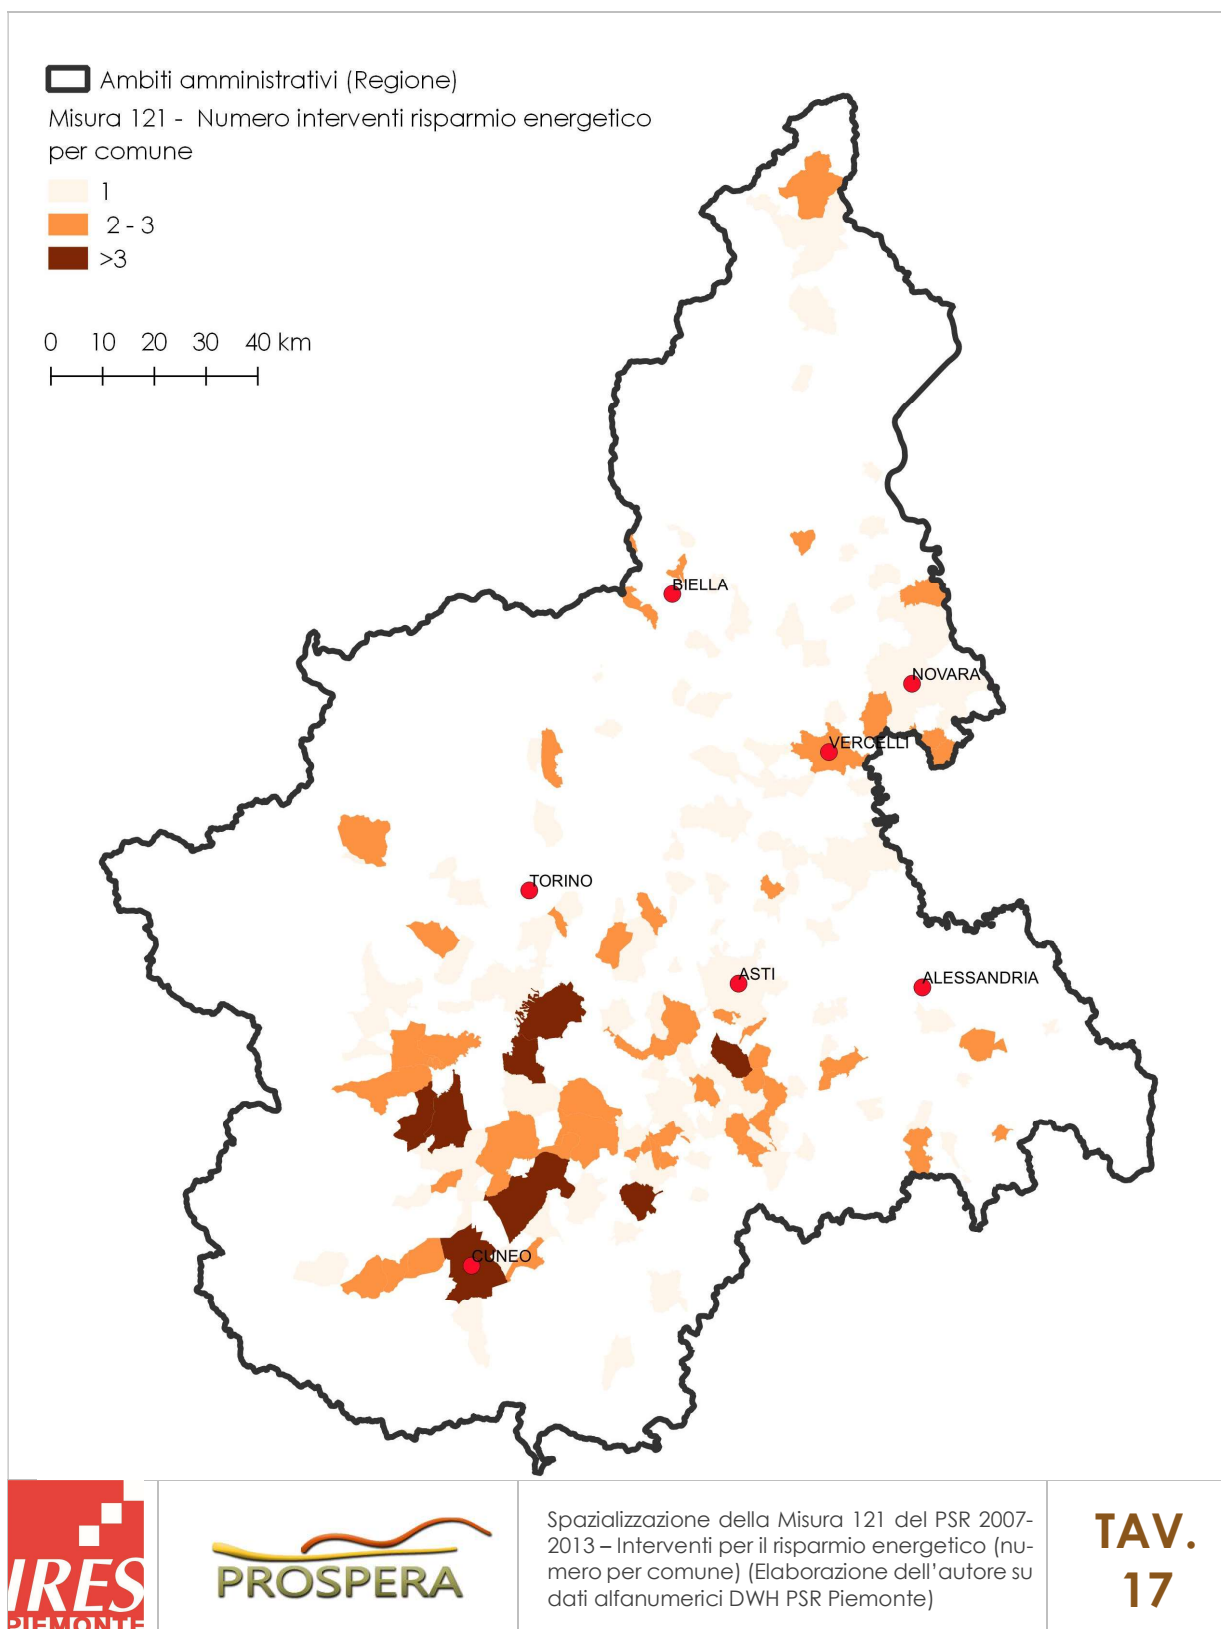 Ambiti amministrativi (Regione)
Misura 121 - Numero interventi risparmio energetico
per comune
1
2 - 3
>3
0 10 20 30 40 km
BIELLA
NOVARA
VERCELLI
TORINO
ASTI
ALESSANDRIA
CUNEO
IRES
PIEMONTE
PROSPERA
Spazializzazione della Misura 121 del PSR 2007-
2013 – Interventi per il risparmio energetico (nu-
mero per comune) (Elaborazione dell'autore su
dati alfanumerici DWH PSR Piemonte)
TAV.
17